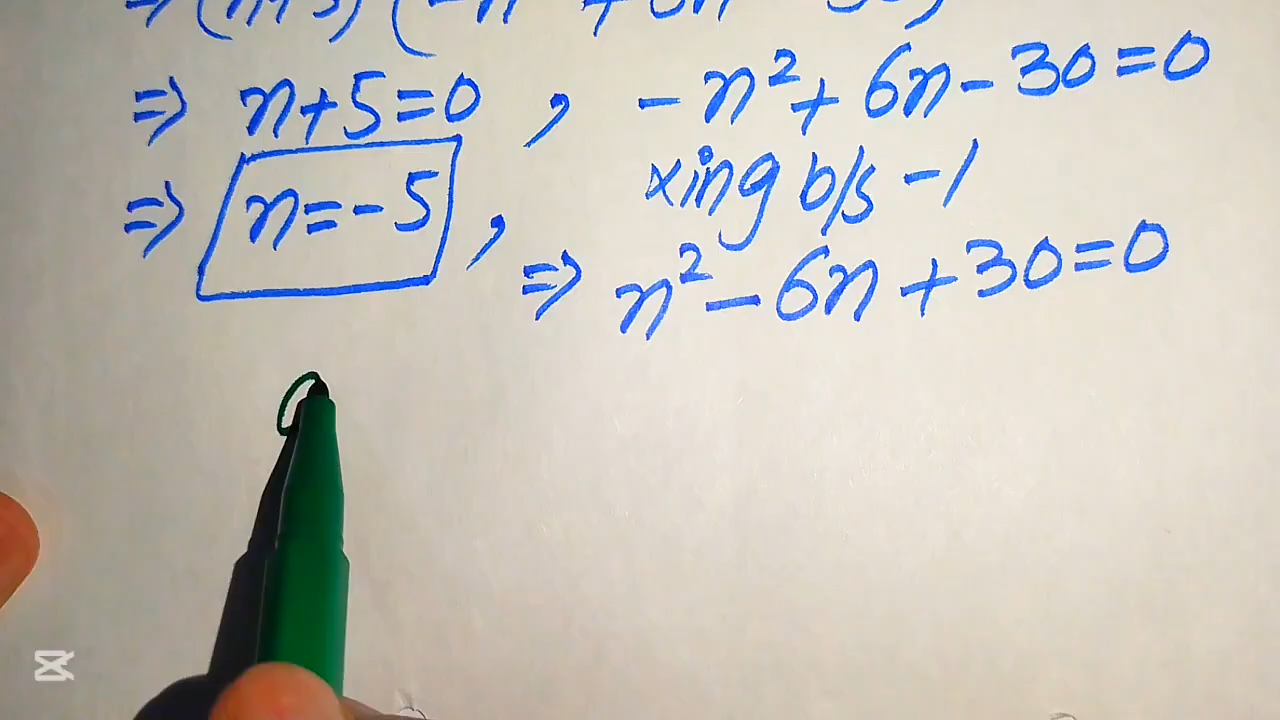 ⇒ n+5=0 , -n²+6n-30=0
xing b/s -1
⇒ n=-5 ,
⇒ n²-6n+30=0